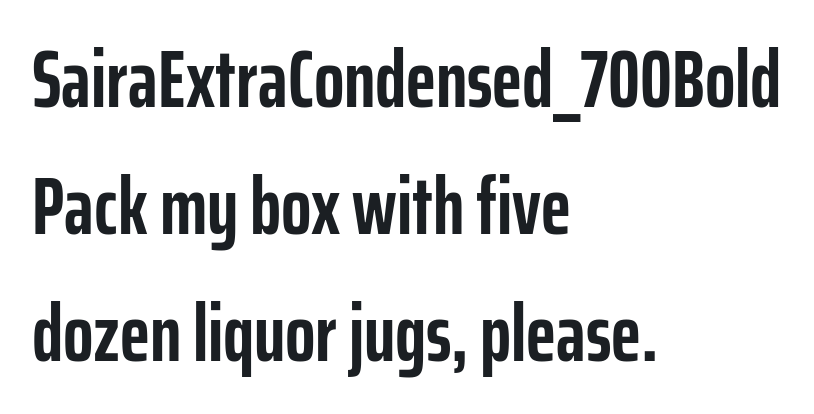 SairaExtraCondensed_700Bold
Pack my box with five
dozen liquor jugs, please.